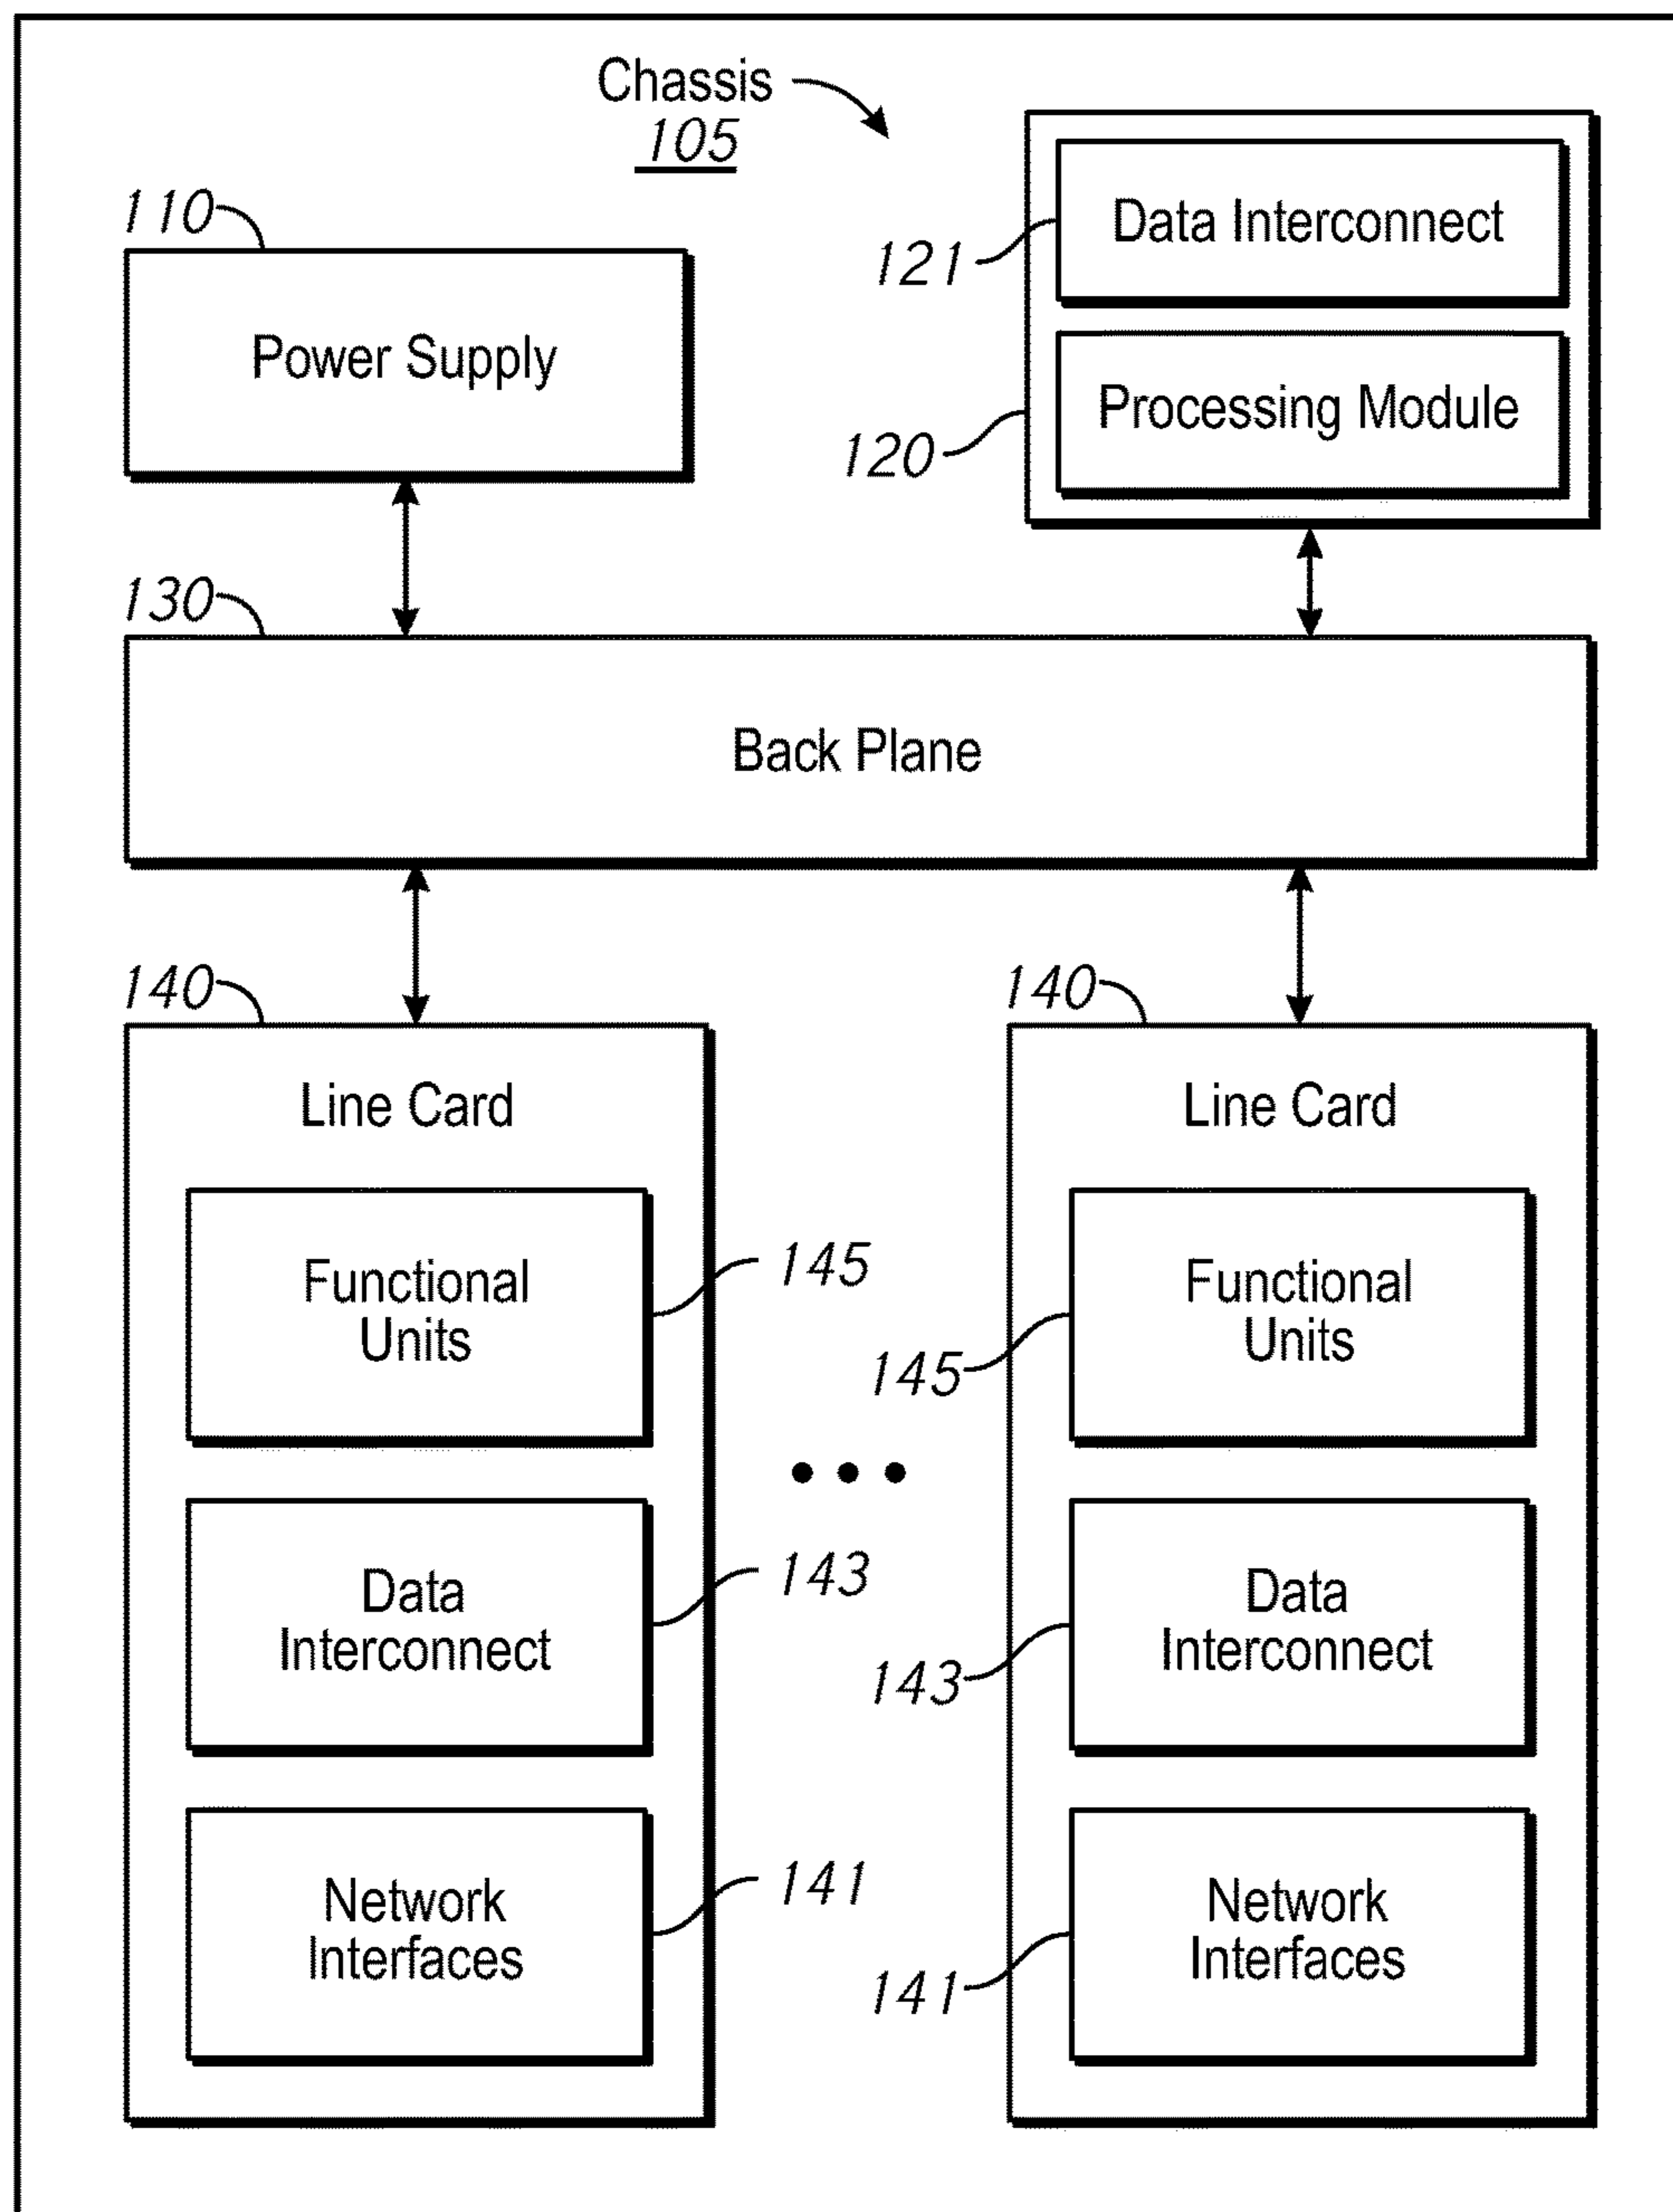 Chassis
105
110
Power Supply
121
Data Interconnect
120
Processing Module
130
Back Plane
140
Line Card
Functional
Units
145
Data
Interconnect
143
Network
Interfaces
141
140
Line Card
Functional
Units
145
• • •
Data
Interconnect
143
Network
Interfaces
141